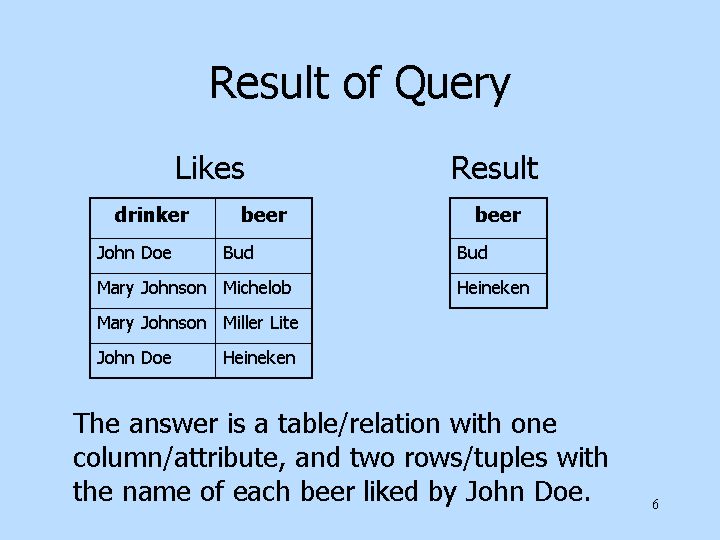 Result of Query
Likes Result
drinker beer beer
John Doe Bud Bud
Mary Johnson Michelob Heineken
Mary Johnson Miller Lite
John Doe Heineken
The answer is a table/relation with one
column/attribute, and two rows/tuples with
the name of each beer liked by John Doe.
6